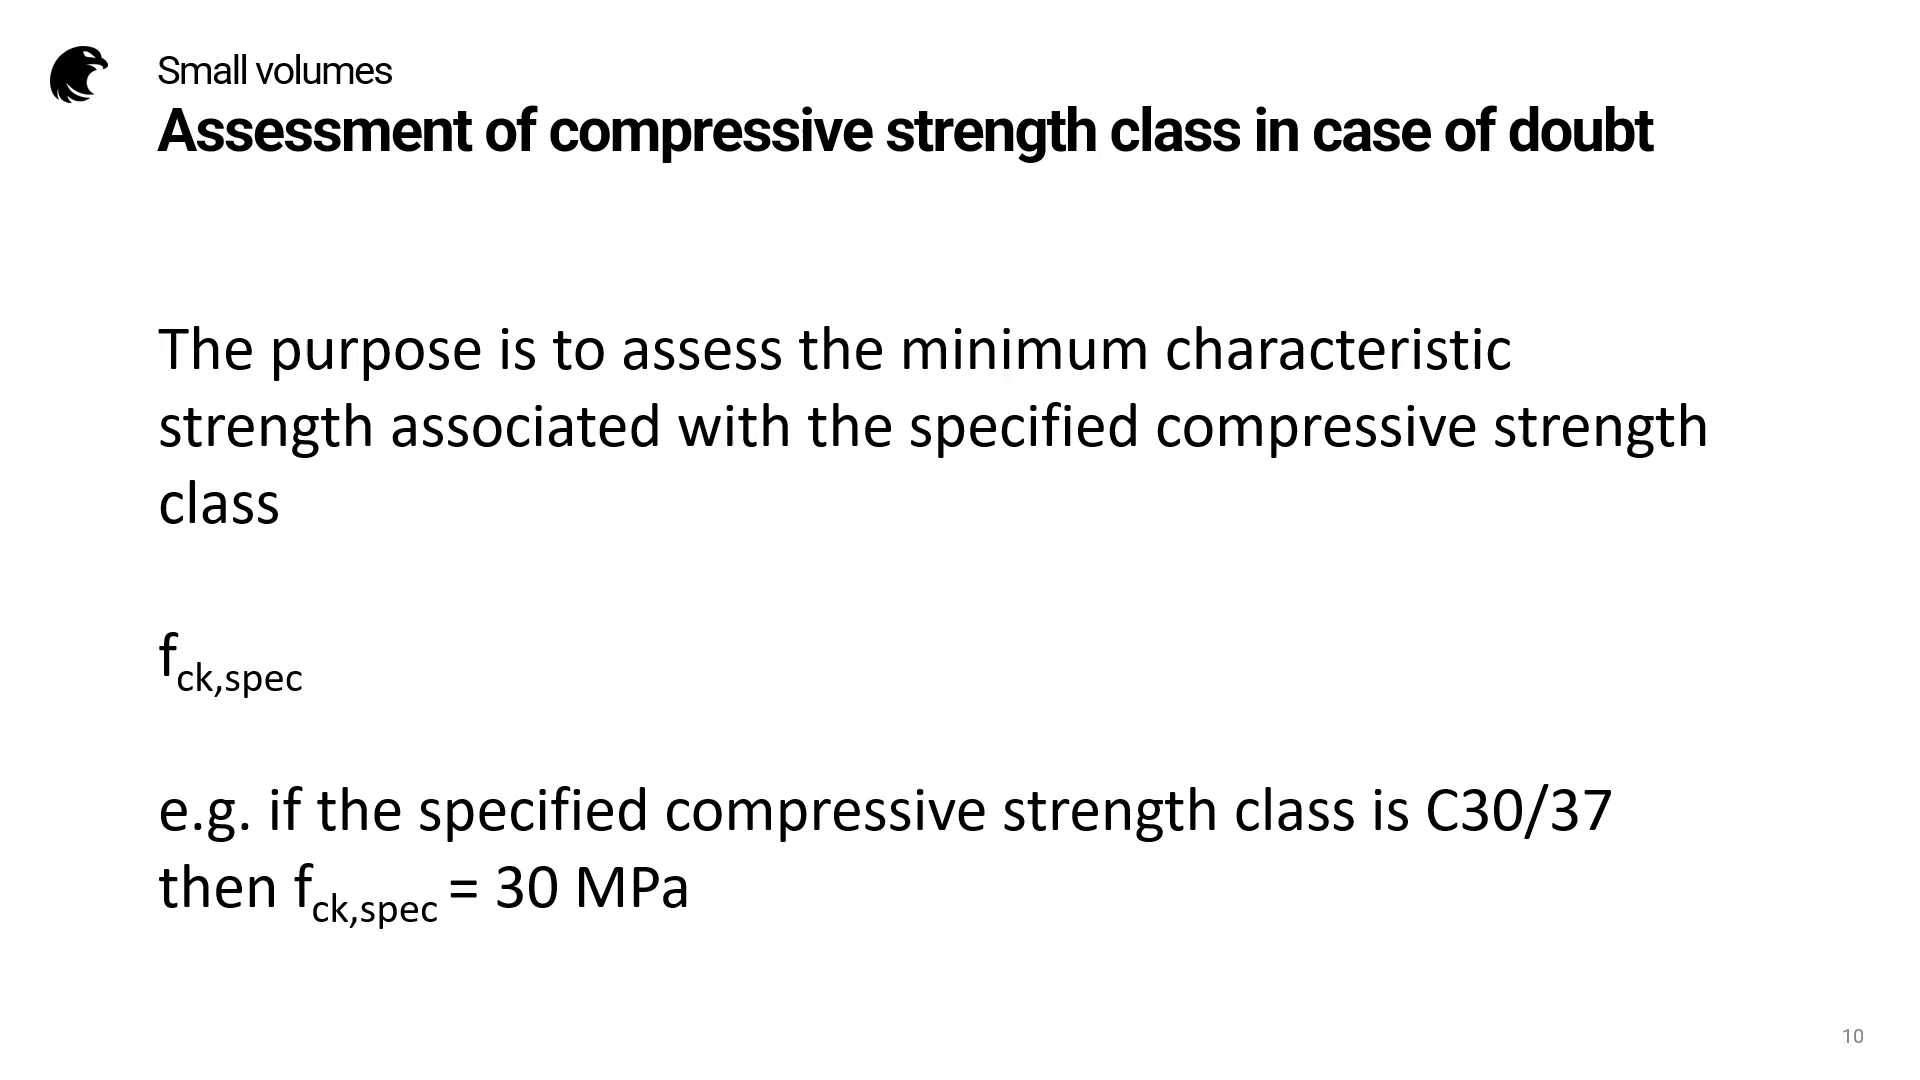 Small volumes
Assessment of compressive strength class in case of doubt
The purpose is to assess the minimum characteristic
strength associated with the specified compressive strength
class
fck,spec
e.g. if the specified compressive strength class is C30/37
then fck,spec = 30 MPa
10